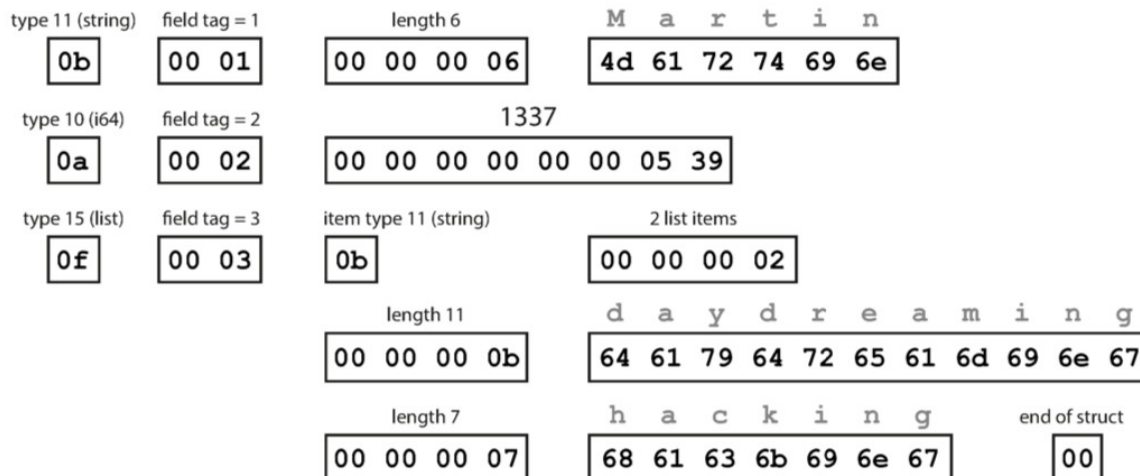 type 11 (string) field tag = 1 length 6 M a r t i n
0b 00 01 00 00 00 06 4d 61 72 74 69 6e
type 10 (i64) field tag = 2 1337
0a 00 02 00 00 00 00 00 00 05 39
type 15 (list) field tag = 3 item type 11 (string) 2 list items
0f 00 03 0b 00 00 00 02
length 11 d a y d r e a m i n g
00 00 00 0b 64 61 79 64 72 65 61 6d 69 6e 67
length 7 h a c k i n g end of struct
00 00 00 07 68 61 63 6b 69 6e 67 00